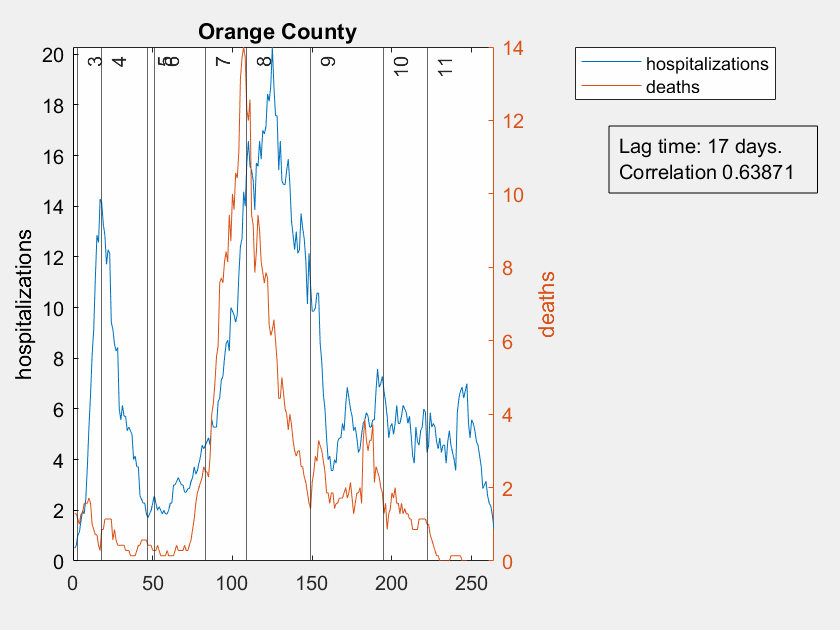 Orange County
3 4 5 6 7 8 9 10 11
20
18
16
14
12
10
8
6
4
2
0
hospitalizations
0 50 100 150 200 250
14
12
10
8
6
4
2
0
deaths
hospitalizations
deaths
Lag time: 17 days.
Correlation 0.63871